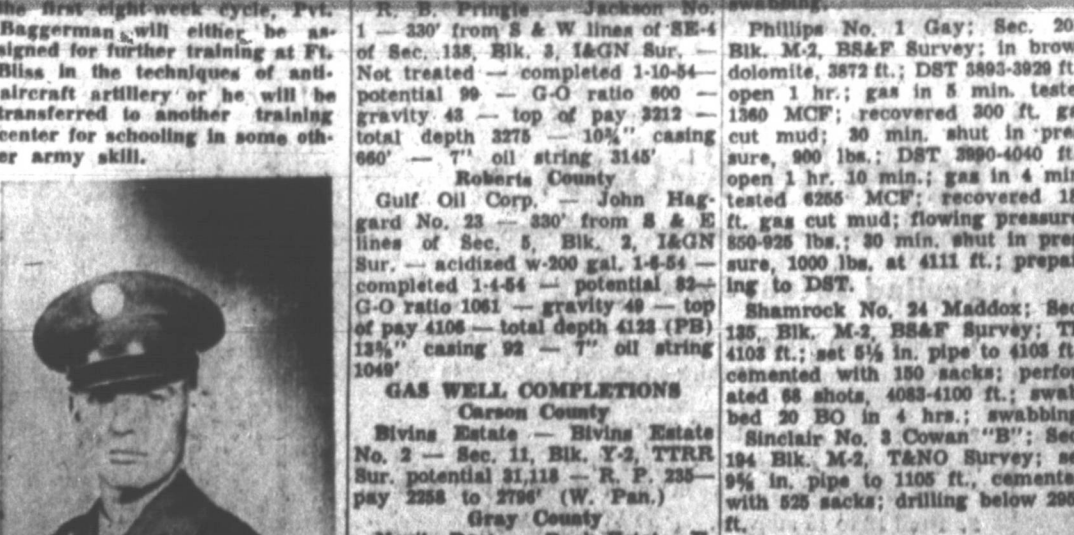 the first eight-week cycle, Pvt.
Baggerman will either be as-
signed for further training at Ft.
Bliss in the techniques of anti-
aircraft artillery or he will be
transferred to another training
center for schooling in some oth-
er army skill.
R. B. Pringle — Jackson No.
1 — 330' from S & W lines of SE-4
of Sec. 138, Blk. 3, I&GN Sur. —
Not treated — completed 1-10-54—
potential 99 — G-O ratio 600 —
gravity 43 — top of pay 3212 —
total depth 3275 — 10¾" casing
660' — 7" oil string 3145'
Roberts County
Gulf Oil Corp. — John Hag-
gard No. 23 — 330' from S & E
lines of Sec. 5, Blk. 2, I&GN
Sur. — acidized w-200 gal. 1-6-54 —
completed 1-4-54 — potential 82—
G-O ratio 1061 — gravity 49 — top
of pay 4106 — total depth 4123 (PB)
13⅜" casing 92 — 7" oil string
1049'
GAS WELL COMPLETIONS
Carson County
Bivins Estate — Bivins Estate
No. 2 — Sec. 11, Blk. Y-2, TTRR
Sur. potential 31,118 — R. P. 235—
pay 2258 to 2796' (W. Pan.)
Gray County
swabbing.
Phillips No. 1 Gay; Sec. 20
Blk. M-2, BS&F Survey; in brow
dolomite, 3872 ft.; DST 3893-3929 ft
open 1 hr.; gas in 5 min. teste
1360 MCF; recovered 300 ft. ga
cut mud; 30 min. shut in pre
sure, 900 lbs.; DST 3990-4040 ft.
open 1 hr. 10 min.; gas in 4 min
tested 6255 MCF; recovered 18
ft. gas cut mud; flowing pressure
850-925 lbs.; 30 min. shut in pre
sure, 1000 lbs. at 4111 ft.; prepar
ing to DST.
Shamrock No. 24 Maddox; Sec
135, Blk. M-2, BS&F Survey; T
4103 ft.; set 5½ in. pipe to 4103 ft
cemented with 150 sacks; perfor
ated 68 shots, 4083-4100 ft.; swab
bed 20 BO in 4 hrs.; swabbing
Sinclair No. 3 Cowan "B"; Sec
194 Blk. M-2, T&NO Survey; se
9⅝ in. pipe to 1105 ft., cemente
with 525 sacks; drilling below 295
ft.